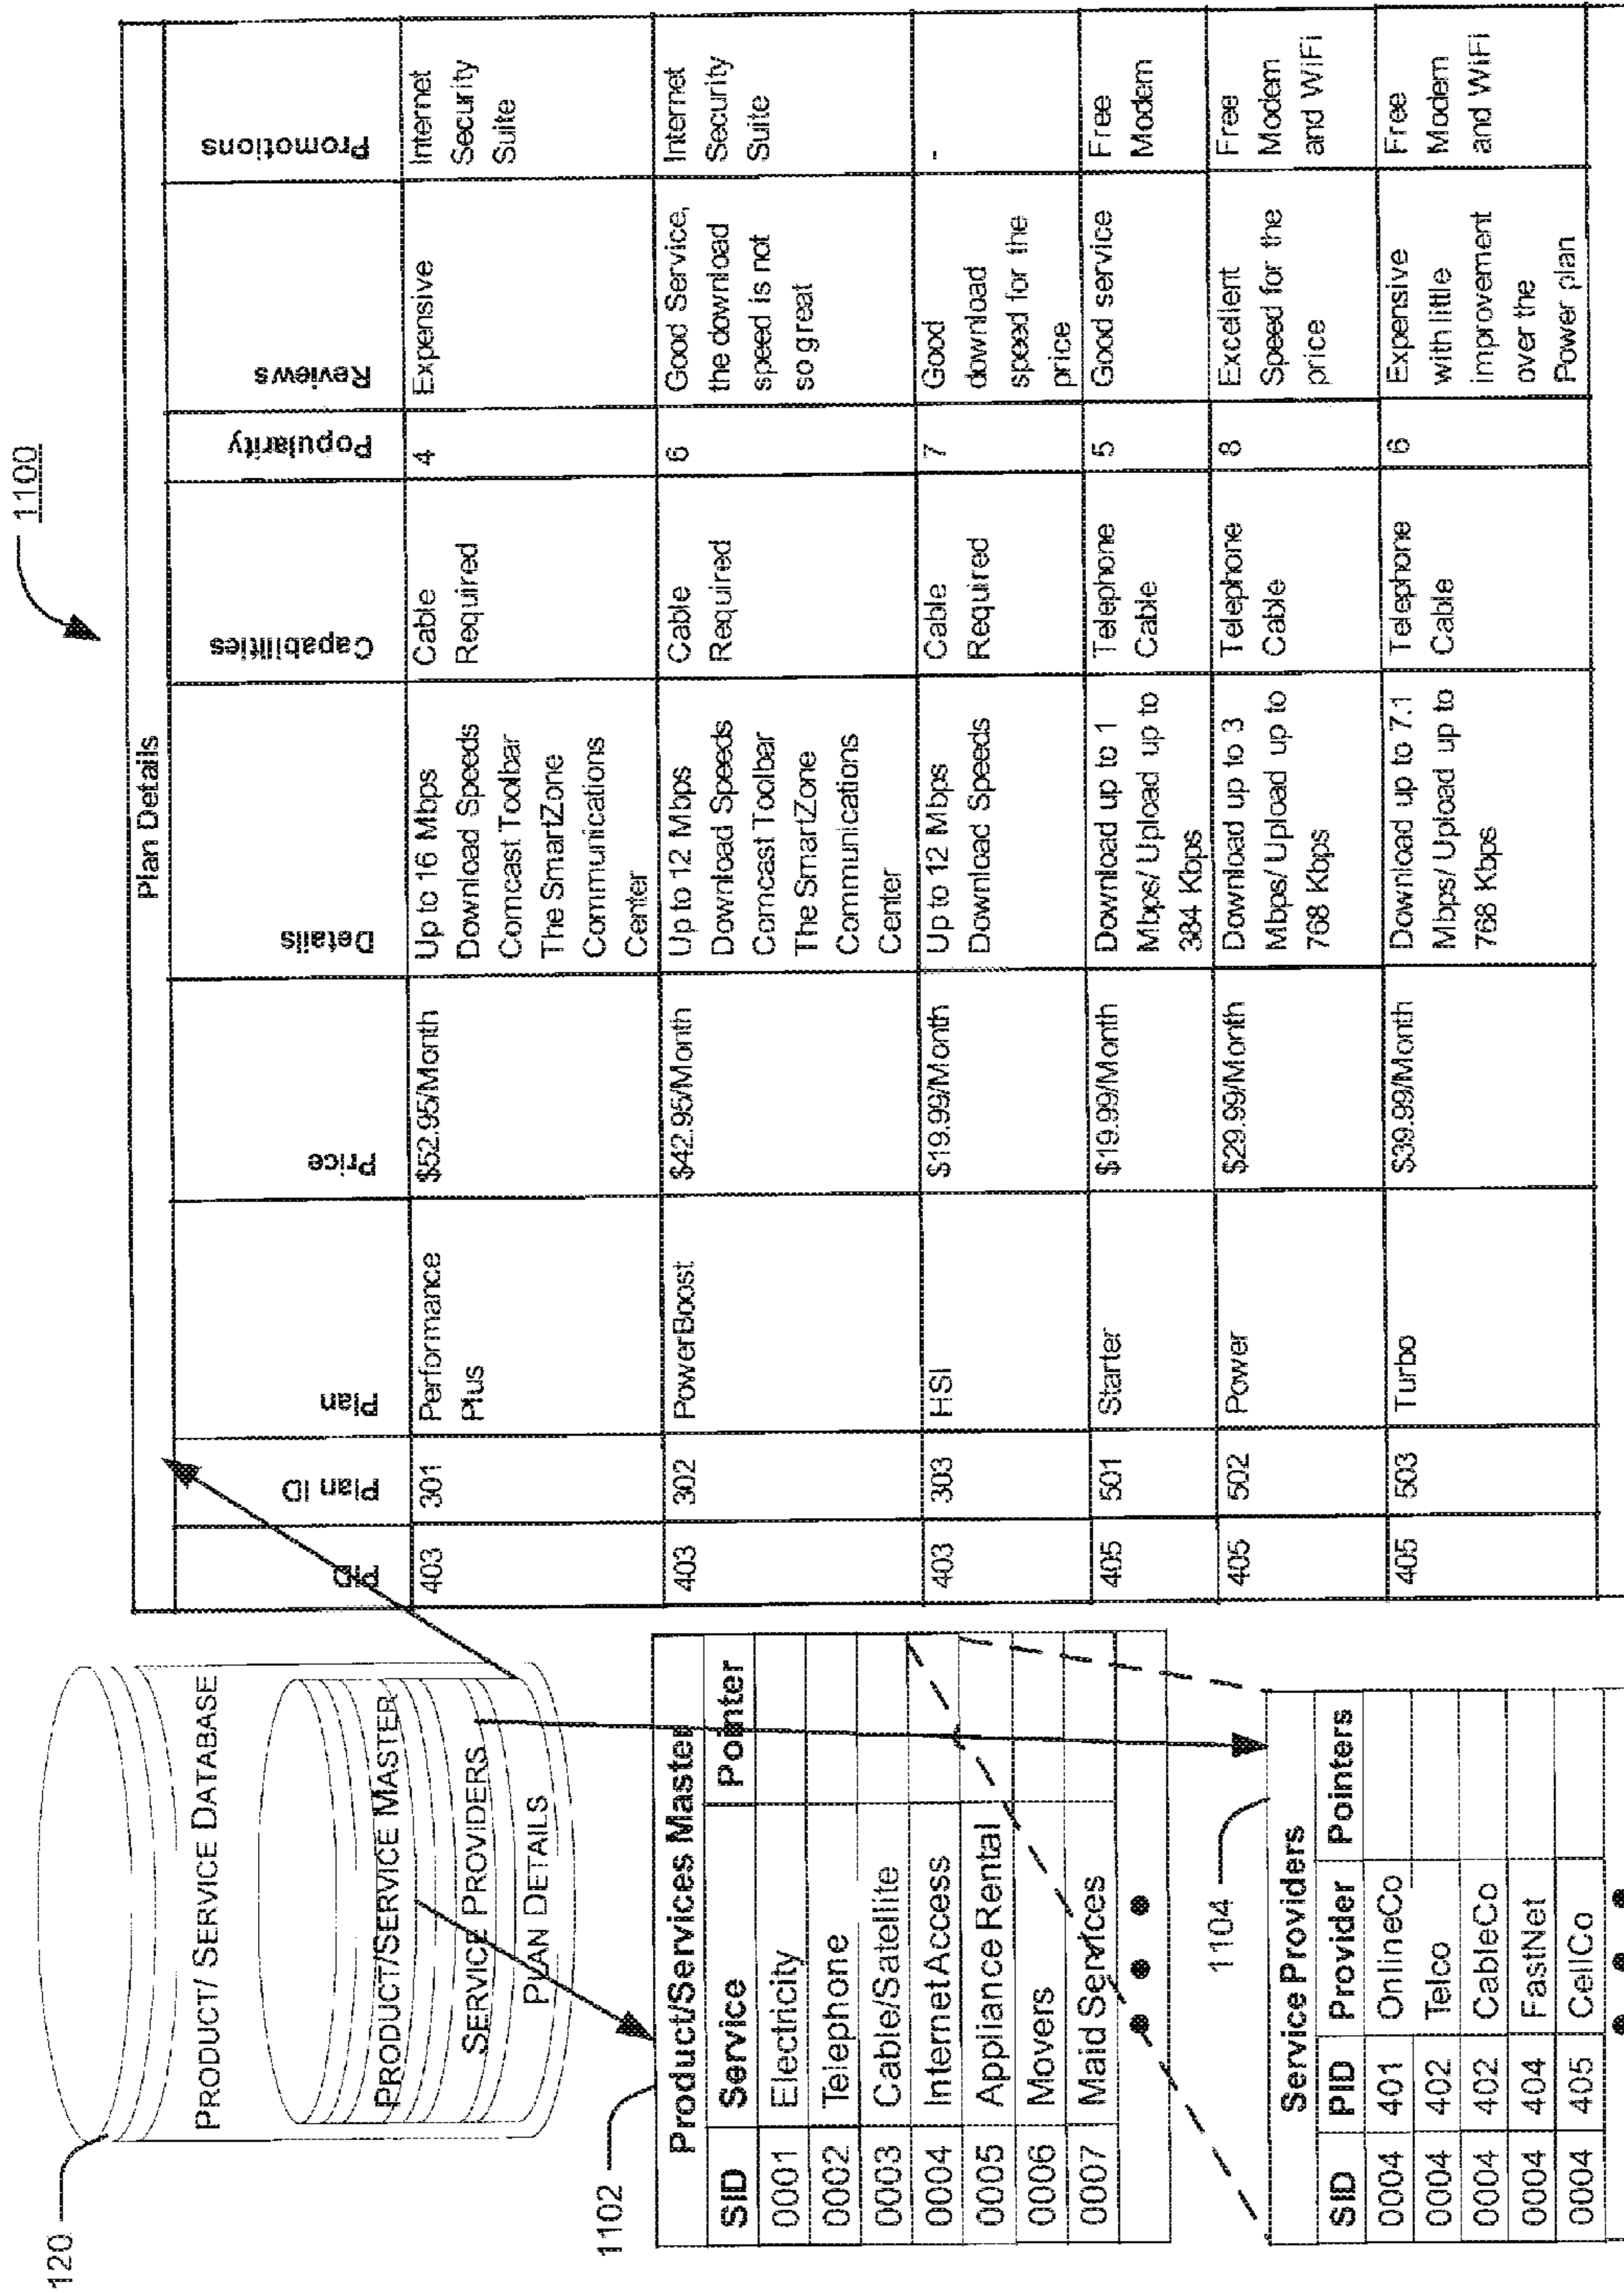 1100
120
PRODUCT/ SERVICE DATABASE
PRODUCT/SERVICE MASTER
SERVICE PROVIDERS
PLAN DETAILS
1102
Product/Services Master
SID Service Pointer
0001 Electricity
0002 Telephone
0003 Cable/Satellite
0004 Internet Access
0005 Appliance Rental
0006 Movers
0007 Maid Services
1104
Service Providers
SID PID Provider Pointers
0004 401 OnlineCo
0004 402 Telco
0004 402 CableCo
0004 404 FastNet
0004 405 CellCo
Plan Details
PID Plan ID Plan Price Details Capabilities Popularity Reviews Promotions
403 301 Performance $52.95/Month Up to 16 Mbps Cable 4 Expensive Internet
Plus Download Speeds Required Security
Comcast Toolbar Suite
The SmartZone
Communications
Center
403 302 PowerBoost $42.95/Month Up to 12 Mbps Cable 6 Good Service, Internet
Download Speeds Required the download Security
Comcast Toolbar speed is not Suite
The SmartZone so great
Communications
Center
403 303 HSI $19.99/Month Up to 12 Mbps Cable 7 Good -
Download Speeds Required download
speed for the
price
405 501 Starter $19.99/Month Download up to 1 Telephone 5 Good service Free
Mbps/ Upload up to Cable Modem
384 Kbps
405 502 Power $29.99/Month Download up to 3 Telephone 8 Excellent Free
Mbps/ Upload up to Cable Speed for the Modem
768 Kbps price and WiFi
405 503 Turbo $39.99/Month Download up to 7.1 Telephone 6 Expensive Free
Mbps/ Upload up to Cable with little Modem
768 Kbps improvement and WiFi
over the
Power plan